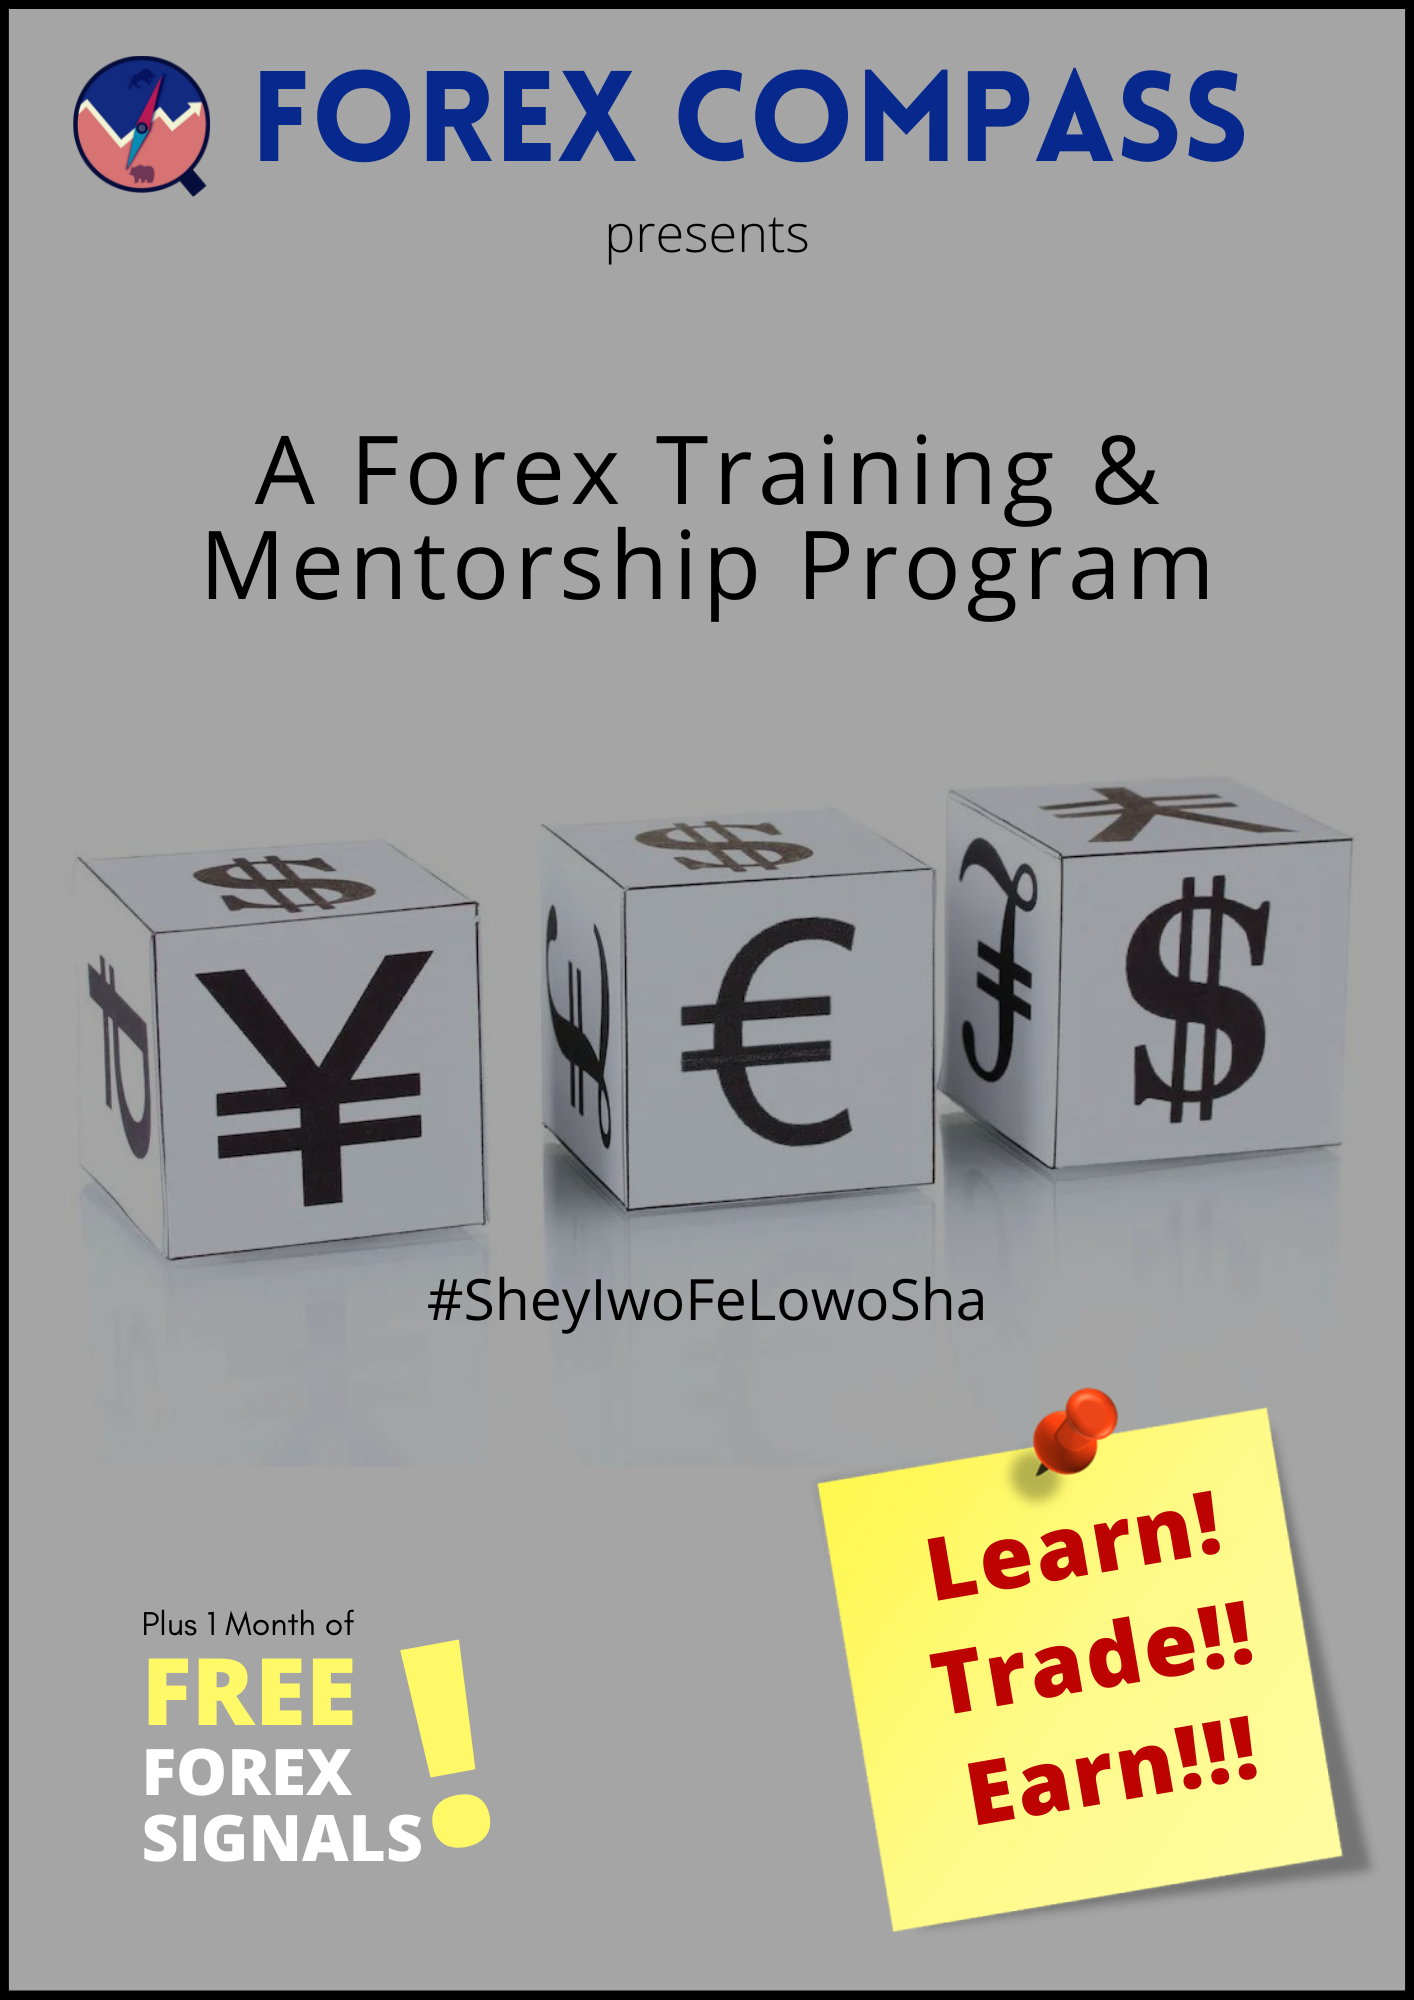 FOREX COMPASS
presents
A Forex Training &
Mentorship Program
$
$
¥
¥
€
$
£
£
#SheyIwoFeLowoSha
Learn!
Trade!!
Earn!!!
Plus 1 Month of
FREE
FOREX
SIGNALS!